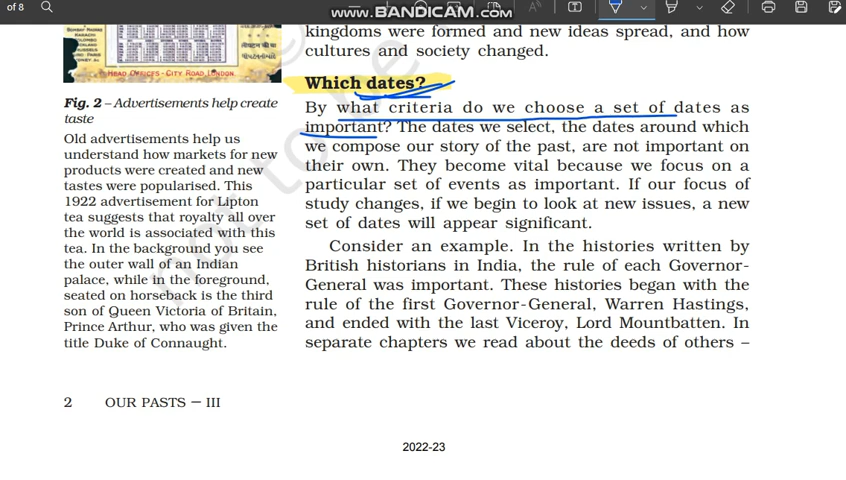 of 8
www.BANDICAM.com
kingdoms were formed and new ideas spread, and how
cultures and society changed.
HEAD OFFICES - CITY ROAD LONDON
Which dates?
Fig. 2 – Advertisements help create
taste
Old advertisements help us
understand how markets for new
products were created and new
tastes were popularised. This
1922 advertisement for Lipton
tea suggests that royalty all over
the world is associated with this
tea. In the background you see
the outer wall of an Indian
palace, while in the foreground,
seated on horseback is the third
son of Queen Victoria of Britain,
Prince Arthur, who was given the
title Duke of Connaught.
By what criteria do we choose a set of dates as
important? The dates we select, the dates around which
we compose our story of the past, are not important on
their own. They become vital because we focus on a
particular set of events as important. If our focus of
study changes, if we begin to look at new issues, a new
set of dates will appear significant.
Consider an example. In the histories written by
British historians in India, the rule of each Governor-
General was important. These histories began with the
rule of the first Governor-General, Warren Hastings,
and ended with the last Viceroy, Lord Mountbatten. In
separate chapters we read about the deeds of others –
2 OUR PASTS – III
2022-23
not to be